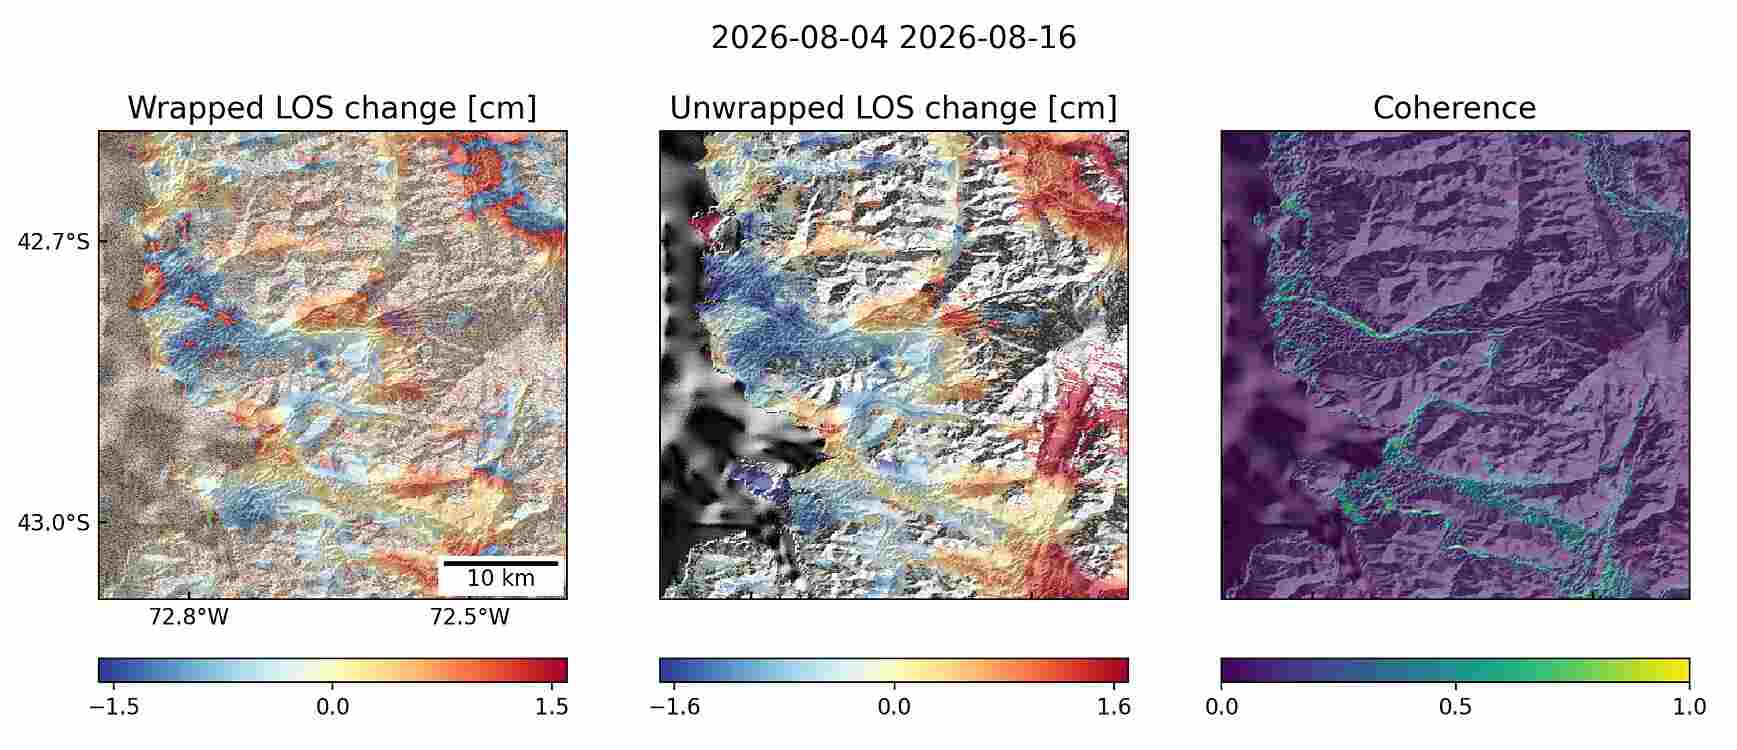 2026-08-04 2026-08-16
Wrapped LOS change [cm]
Unwrapped LOS change [cm]
Coherence
42.7°S
43.0°S
10 km
72.8°W
72.5°W
−1.5
0.0
1.5
−1.6
0.0
1.6
0.0
0.5
1.0